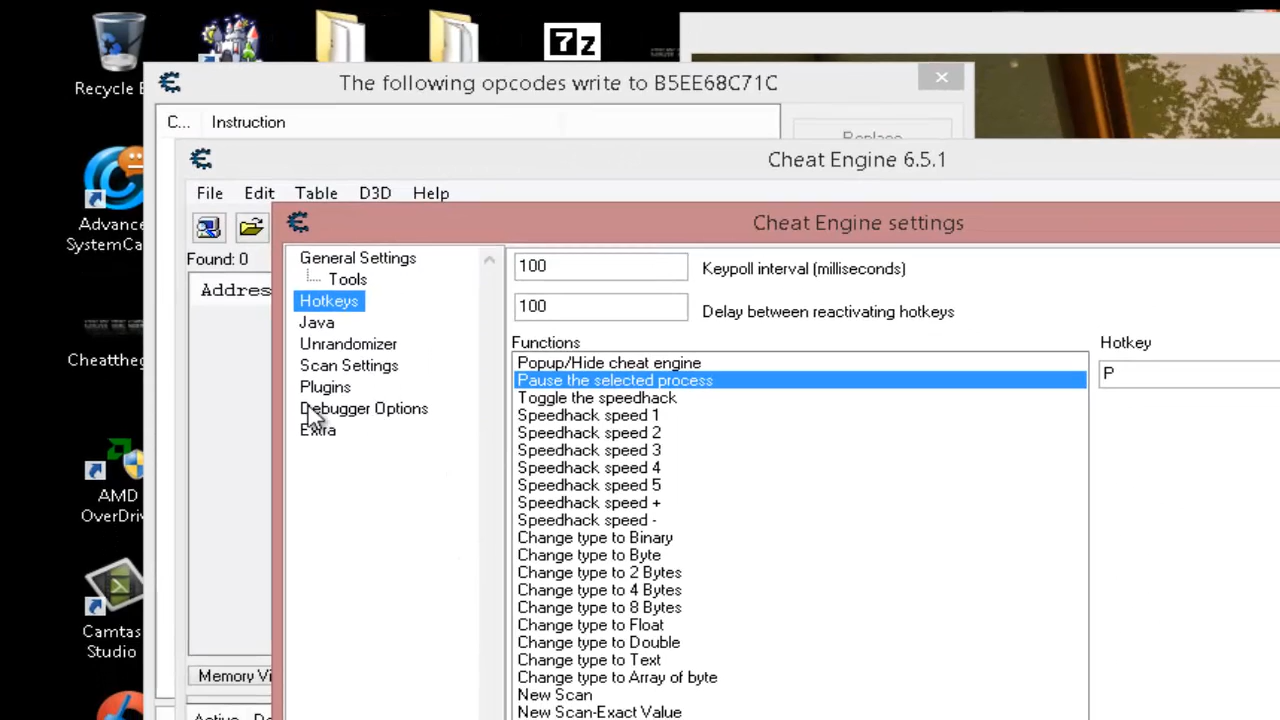 Recycle B
7z
The following opcodes write to B5EE68C71C
C... Instruction
Replace
Cheat Engine 6.5.1
File Edit Table D3D Help
Found: 0
Addres
Cheat Engine settings
General Settings
Tools
Hotkeys
Java
Unrandomizer
Scan Settings
Plugins
Debugger Options
Extra
100 Keypoll interval (milliseconds)
100 Delay between reactivating hotkeys
Functions
Hotkey
P
Popup/Hide cheat engine
Pause the selected process
Toggle the speedhack
Speedhack speed 1
Speedhack speed 2
Speedhack speed 3
Speedhack speed 4
Speedhack speed 5
Speedhack speed +
Speedhack speed -
Change type to Binary
Change type to Byte
Change type to 2 Bytes
Change type to 4 Bytes
Change type to 8 Bytes
Change type to Float
Change type to Double
Change type to Text
Change type to Array of byte
New Scan
New Scan-Exact Value
Memory Vi
Active De
Advance
SystemCa
Cheattheg
AMD
OverDriv
Camtas
Studio